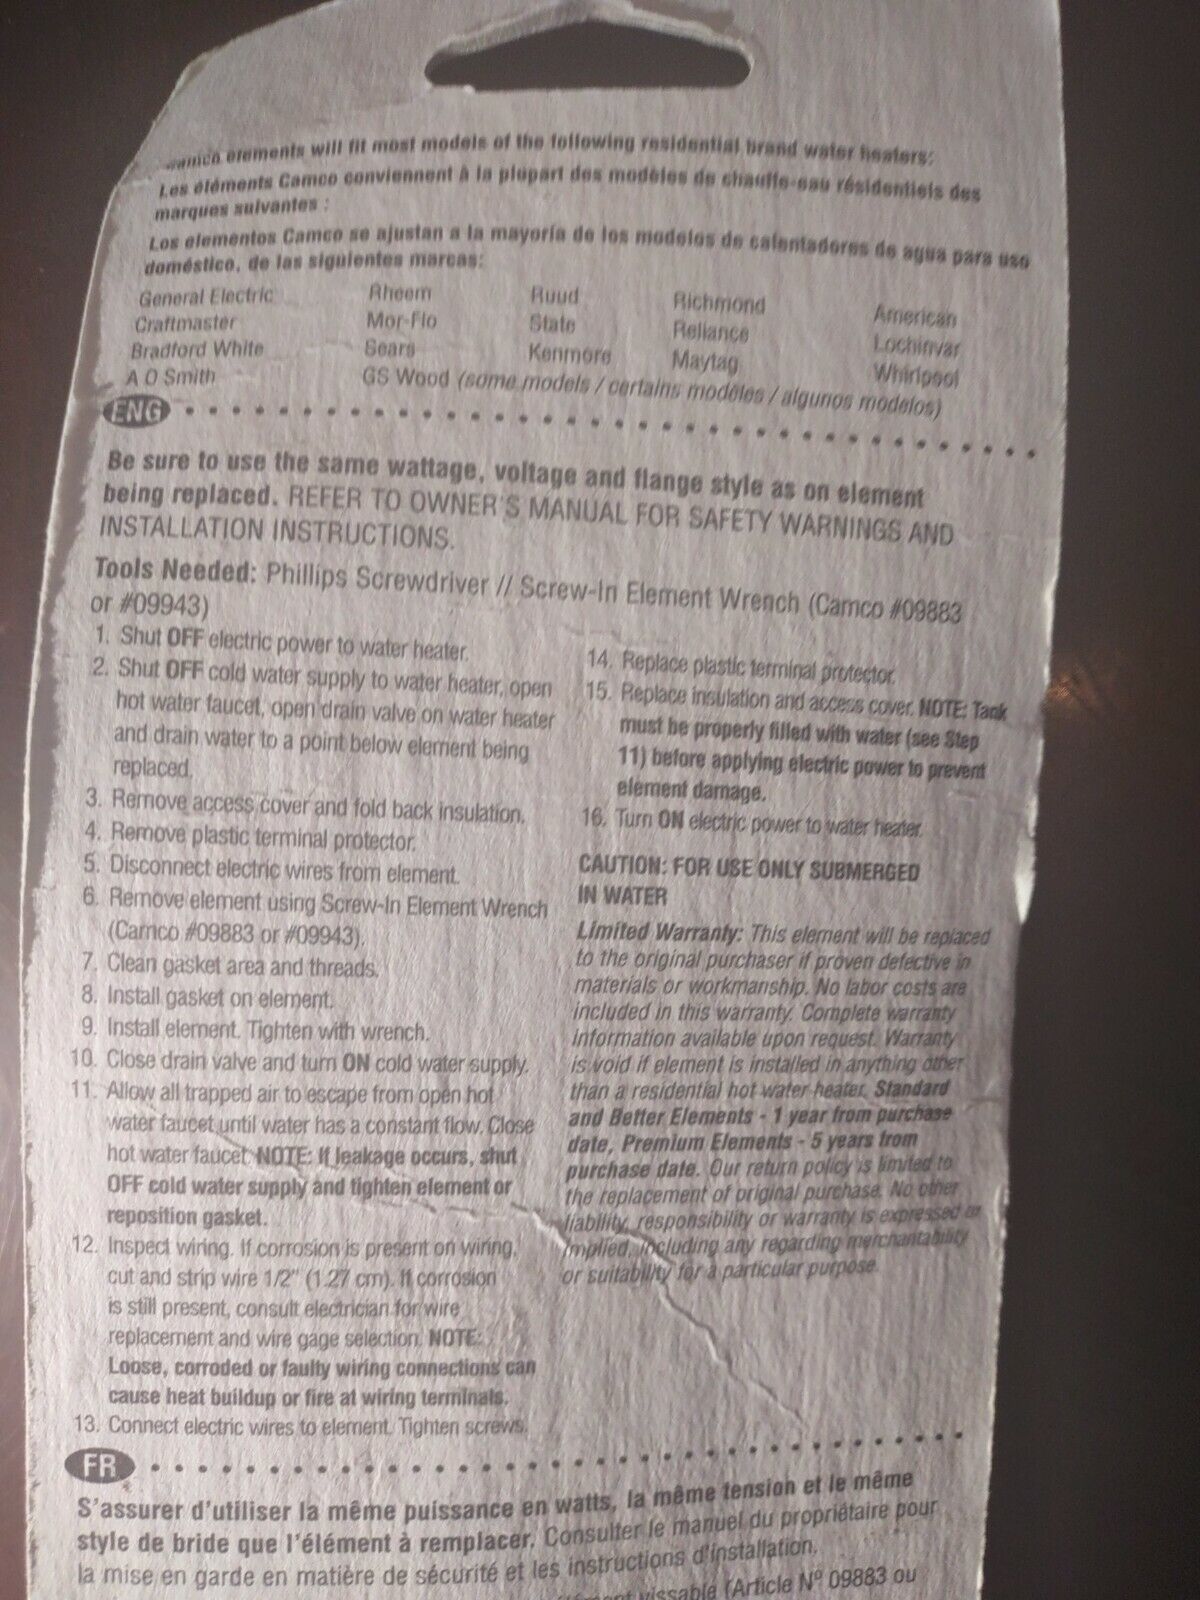 elements will fit most models of the following residential brand water heaters:
Les éléments Camco conviennent à la plupart des modèles de chauffe-eau résidentiels des
marques suivantes :
Los elementos Camco se ajustan a la mayoría de los modelos de calentadores de agua para uso
doméstico, de las siguientes marcas:
General Electric Rheem Ruud Richmond American
Craftmaster Mor-Flo State Reliance Lochinvar
Bradford White Sears Kenmore Maytag Whirlpool
A O Smith GS Wood (some models / certains modèles / algunos modelos)
ENG
Be sure to use the same wattage, voltage and flange style as on element
being replaced. REFER TO OWNER'S MANUAL FOR SAFETY WARNINGS AND
INSTALLATION INSTRUCTIONS.
Tools Needed: Phillips Screwdriver // Screw-In Element Wrench (Camco #09883
or #09943)
1. Shut OFF electric power to water heater.
2. Shut OFF cold water supply to water heater, open
hot water faucet, open drain valve on water heater
and drain water to a point below element being
replaced.
3. Remove access cover and fold back insulation.
4. Remove plastic terminal protector.
5. Disconnect electric wires from element.
6. Remove element using Screw-In Element Wrench
(Camco #09883 or #09943).
7. Clean gasket area and threads.
8. Install gasket on element.
9. Install element. Tighten with wrench.
10. Close drain valve and turn ON cold water supply.
11. Allow all trapped air to escape from open hot
water faucet until water has a constant flow. Close
hot water faucet. NOTE: If leakage occurs, shut
OFF cold water supply and tighten element or
reposition gasket.
12. Inspect wiring. If corrosion is present on wiring,
cut and strip wire 1/2" (1.27 cm). If corrosion
is still present, consult electrician for wire
replacement and wire gage selection. NOTE:
Loose, corroded or faulty wiring connections can
cause heat buildup or fire at wiring terminals.
13. Connect electric wires to element. Tighten screws.
14. Replace plastic terminal protector.
15. Replace insulation and access cover. NOTE: Tank
must be properly filled with water (see Step
11) before applying electric power to prevent
element damage.
16. Turn ON electric power to water heater.
CAUTION: FOR USE ONLY SUBMERGED
IN WATER
Limited Warranty: This element will be replaced
to the original purchaser if proven defective in
materials or workmanship. No labor costs are
included in this warranty. Complete warranty
information available upon request. Warranty
is void if element is installed in anything other
than a residential hot water heater. Standard
and Better Elements - 1 year from purchase
date, Premium Elements - 5 years from
purchase date. Our return policy is limited to
the replacement of original purchase. No other
liability, responsibility or warranty is expressed or
implied, including any regarding merchantability
or suitability for a particular purpose.
FR
S'assurer d'utiliser la même puissance en watts, la même tension et le même
style de bride que l'élément à remplacer. Consulter le manuel du propriétaire pour
la mise en garde en matière de sécurité et les instructions d'installation.
vissable (Article Nº 09883 ou